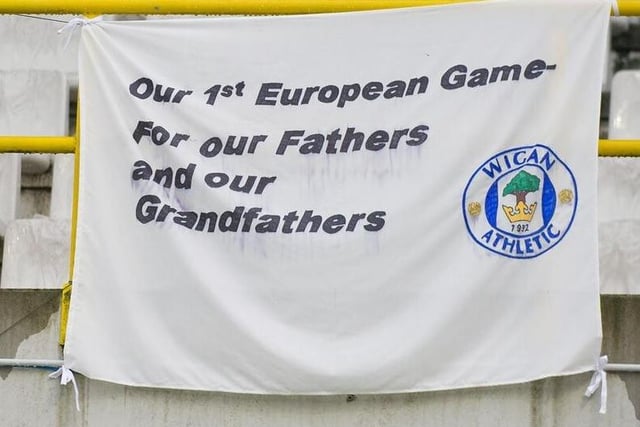 Our 1st European Game-
For our Fathers
and our
Grandfathers
WIGAN
1932
ATHLETIC